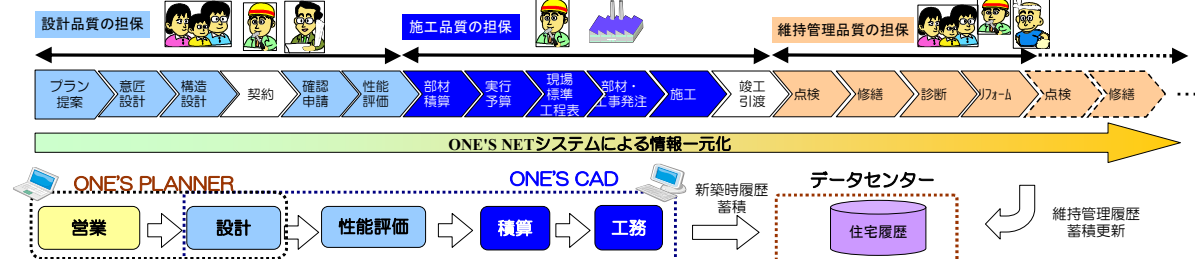 設計品質の担保
施工品質の担保
維持管理品質の担保
プラン
提案
意匠
設計
構造
設計
契約
確認
申請
性能
評価
部材
積算
実行
予算
現場
標準
工程表
部材・
工事発注
施工
竣工
引渡
点検
修繕
診断
リフォーム
点検
修繕
ONE'S NETシステムによる情報一元化
ONE'S PLANNER
ONE'S CAD
営業
設計
性能評価
積算
工務
新築時履歴
蓄積
データセンター
住宅履歴
維持管理履歴
蓄積更新